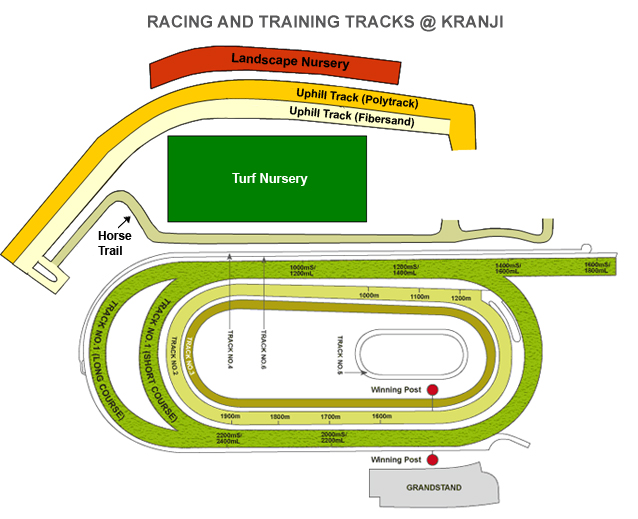 RACING AND TRAINING TRACKS @ KRANJI
Landscape Nursery
Uphill Track (Polytrack)
Uphill Track (Fibersand)
Turf Nursery
Horse
Trail
1000mS/
1200mL
1200mS/
1400mL
1400mS/
1600mL
1600mS/
1800mL
1000m
1100m
1200m
TRACK NO.1 (LONG COURSE)
TRACK NO. 1 (SHORT COURSE)
TRACK NO.2
TRACK NO.3
TRACK NO.4
TRACK NO.6
TRACK NO.5
Winning Post
1900m
1800m
1700m
1600m
2200mS/
2400mL
2000mS/
2200mL
Winning Post
GRANDSTAND